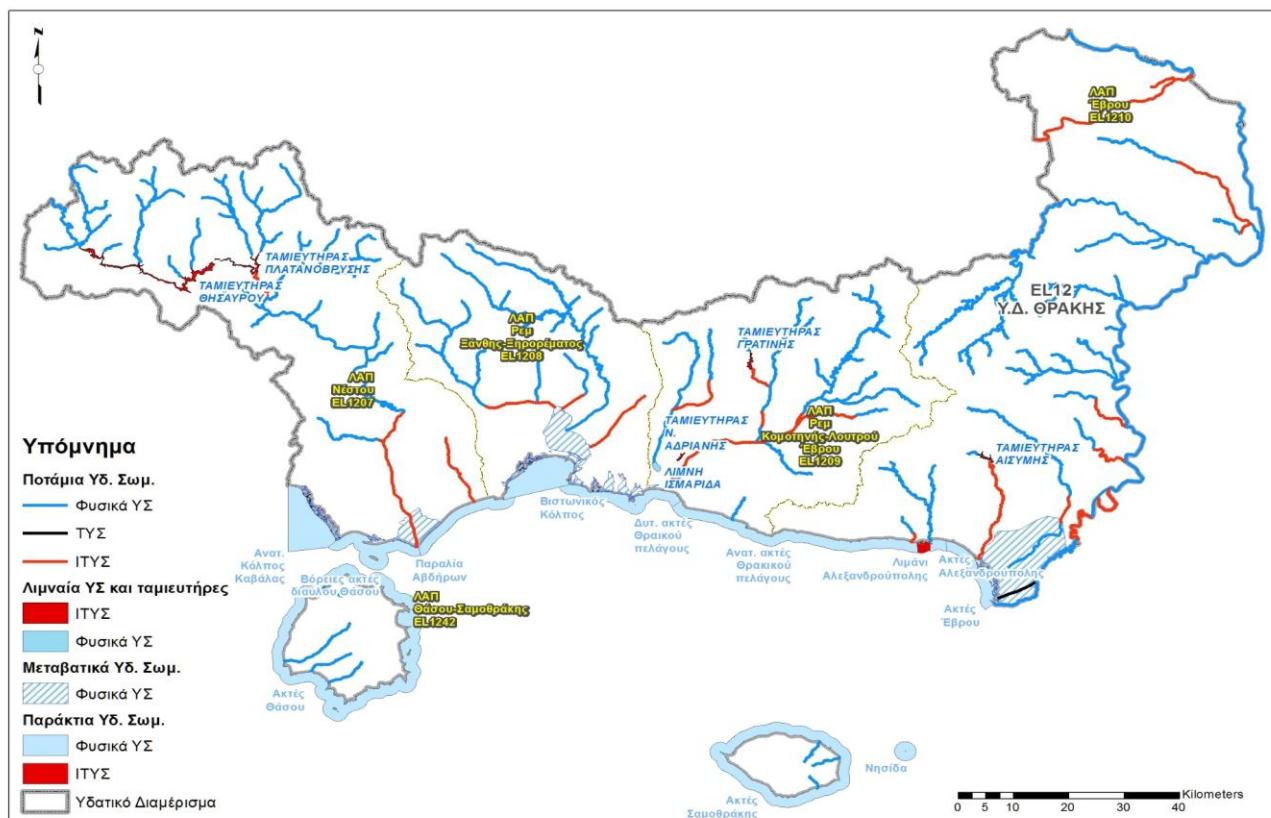 N
ΛΑΠ
Έβρου
EL1210
ΤΑΜΙΕΥΤΗΡΑΣ
ΠΛΑΤΑΝΟΒΡΥΣΗΣ
ΤΑΜΙΕΥΤΗΡΑΣ
ΘΗΣΑΥΡΟΥ
EL12
Υ.Δ. ΘΡΑΚΗΣ
ΛΑΠ
Ρεμ
Ξάνθης-Ξηρορέματος
EL1208
ΤΑΜΙΕΥΤΗΡΑΣ
ΓΡΑΤΙΝΗΣ
ΛΑΠ
Νέστου
EL1207
ΛΑΠ
Ρεμ
Κομοτηνής-Λουτρού
Έβρου
EL1209
ΤΑΜΙΕΥΤΗΡΑΣ
Ν.
ΑΔΡΙΑΝΗΣ
ΛΙΜΝΗ
ΙΣΜΑΡΙΔΑ
ΤΑΜΙΕΥΤΗΡΑΣ
ΑΙΣΥΜΗΣ
Βιστωνικός
Κόλπος
Δυτ. ακτές
Θραικού
πελάγους
Ανατ. ακτές
Θρακικού
πελάγους
Λιμάνι
Αλεξανδρούπολης
Ακτές
Αλεξανδρούπολης
Ακτές
Έβρου
Ανατ.
Κόλπος
Καβάλας
Βόρειες ακτές
διαύλου Θάσου
Παραλία
Αβδήρων
ΛΑΠ
Θάσου-Σαμοθράκης
EL1242
Ακτές
Θάσου
Ακτές
Σαμοθράκης
Νησίδα
Υπόμνημα
Ποτάμια Υδ. Σωμ.
Φυσικά ΥΣ
ΤΥΣ
ΙΤΥΣ
Λιμναία ΥΣ και ταμιευτήρες
ΙΤΥΣ
Φυσικά ΥΣ
Μεταβατικά Υδ. Σωμ.
Φυσικά ΥΣ
Παράκτια Υδ. Σωμ.
Φυσικά ΥΣ
ΙΤΥΣ
Υδατικό Διαμέρισμα
Kilometers
0 5 10 20 30 40